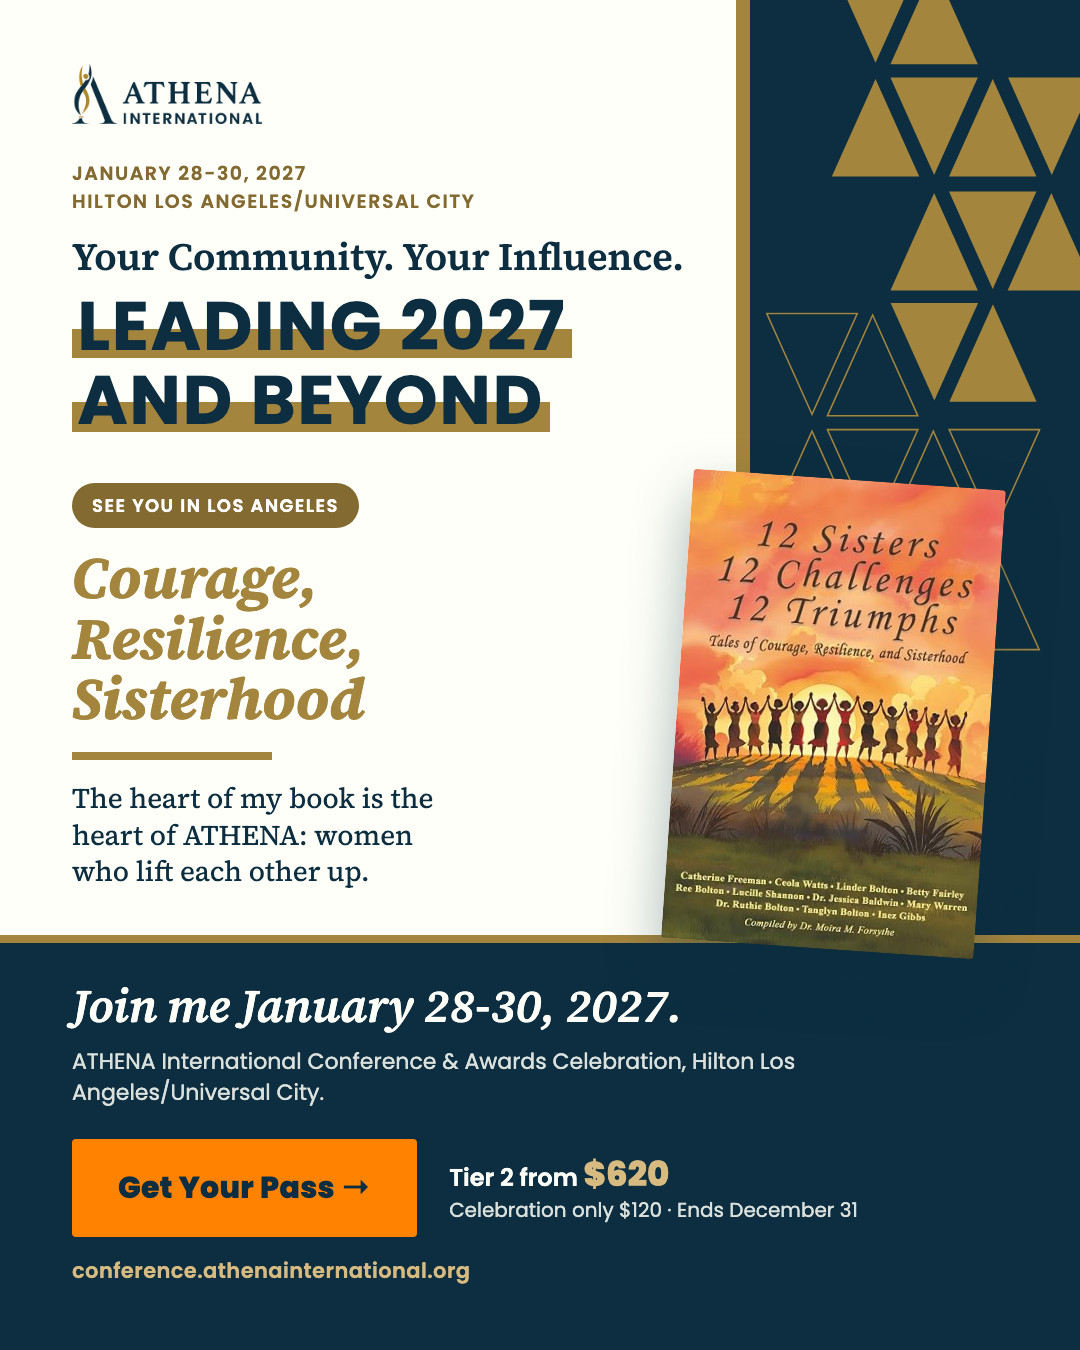 ATHENA
INTERNATIONAL
JANUARY 28-30, 2027
HILTON LOS ANGELES/UNIVERSAL CITY
Your Community. Your Influence.
LEADING 2027
AND BEYOND
SEE YOU IN LOS ANGELES
Courage,
Resilience,
Sisterhood
The heart of my book is the
heart of ATHENA: women
who lift each other up.
12 Sisters
12 Challenges
12 Triumphs
Tales of Courage, Resilience, and Sisterhood
Catherine Freeman • Ceola Watts • Linder Bolton • Betty Fairley
Ree Bolton • Lucille Shannon • Dr. Jessica Baldwin • Mary Warren
Dr. Ruthie Bolton • Tanglyn Bolton • Inez Gibbs
Compiled by Dr. Moira M. Forsythe
Join me January 28-30, 2027.
ATHENA International Conference & Awards Celebration, Hilton Los
Angeles/Universal City.
Get Your Pass →
Tier 2 from $620
Celebration only $120 · Ends December 31
conference.athenainternational.org